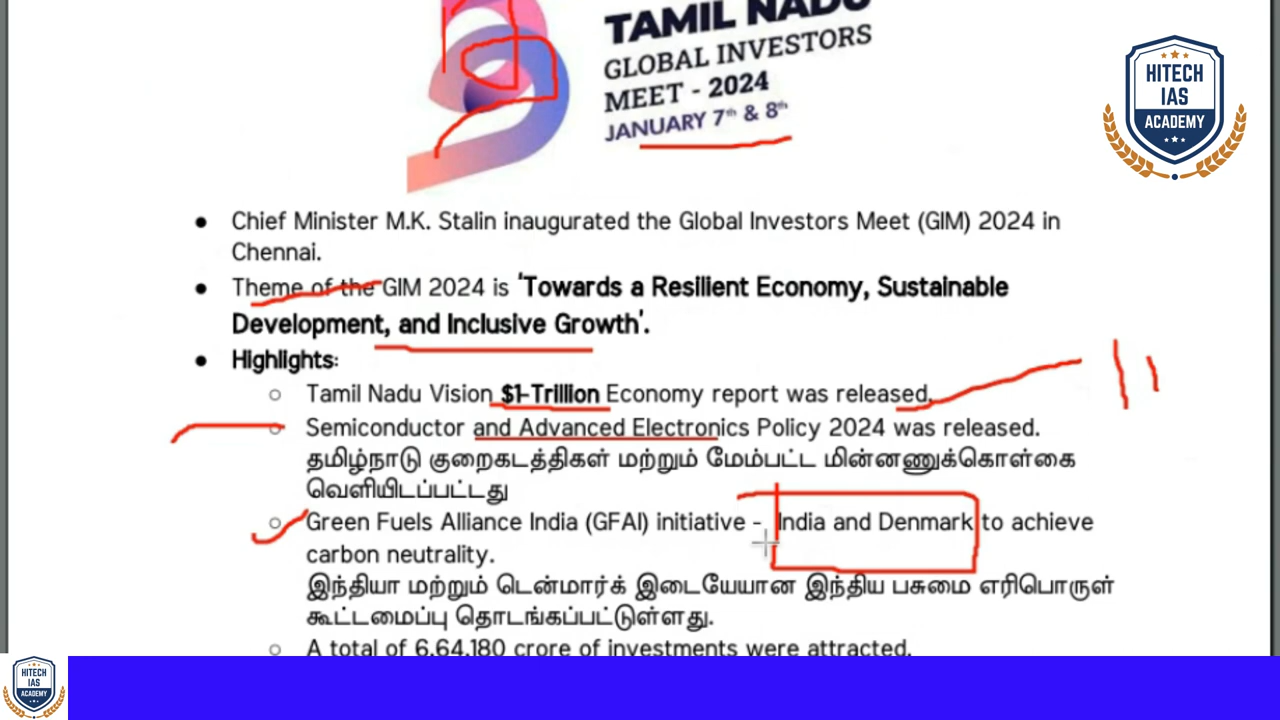 TAMIL NADU
GLOBAL INVESTORS
MEET - 2024
JANUARY 7th & 8th
HITECH
IAS
ACADEMY
● Chief Minister M.K. Stalin inaugurated the Global Investors Meet (GIM) 2024 in
Chennai.
● Theme of the GIM 2024 is 'Towards a Resilient Economy, Sustainable
Development, and Inclusive Growth'.
● Highlights:
○ Tamil Nadu Vision $1-Trillion Economy report was released.
○ Semiconductor and Advanced Electronics Policy 2024 was released.
தமிழ்நாடு குறைகடத்திகள் மற்றும் மேம்பட்ட மின்னணுக்கொள்கை
வெளியிடப்பட்டது
○ Green Fuels Alliance India (GFAI) initiative - India and Denmark to achieve
carbon neutrality.
இந்தியா மற்றும் டென்மார்க் இடையேயான இந்திய பசுமை எரிபொருள்
கூட்டமைப்பு தொடங்கப்பட்டுள்ளது.
○ A total of 6,64,180 crore of investments were attracted.
HITECH
IAS
ACADEMY